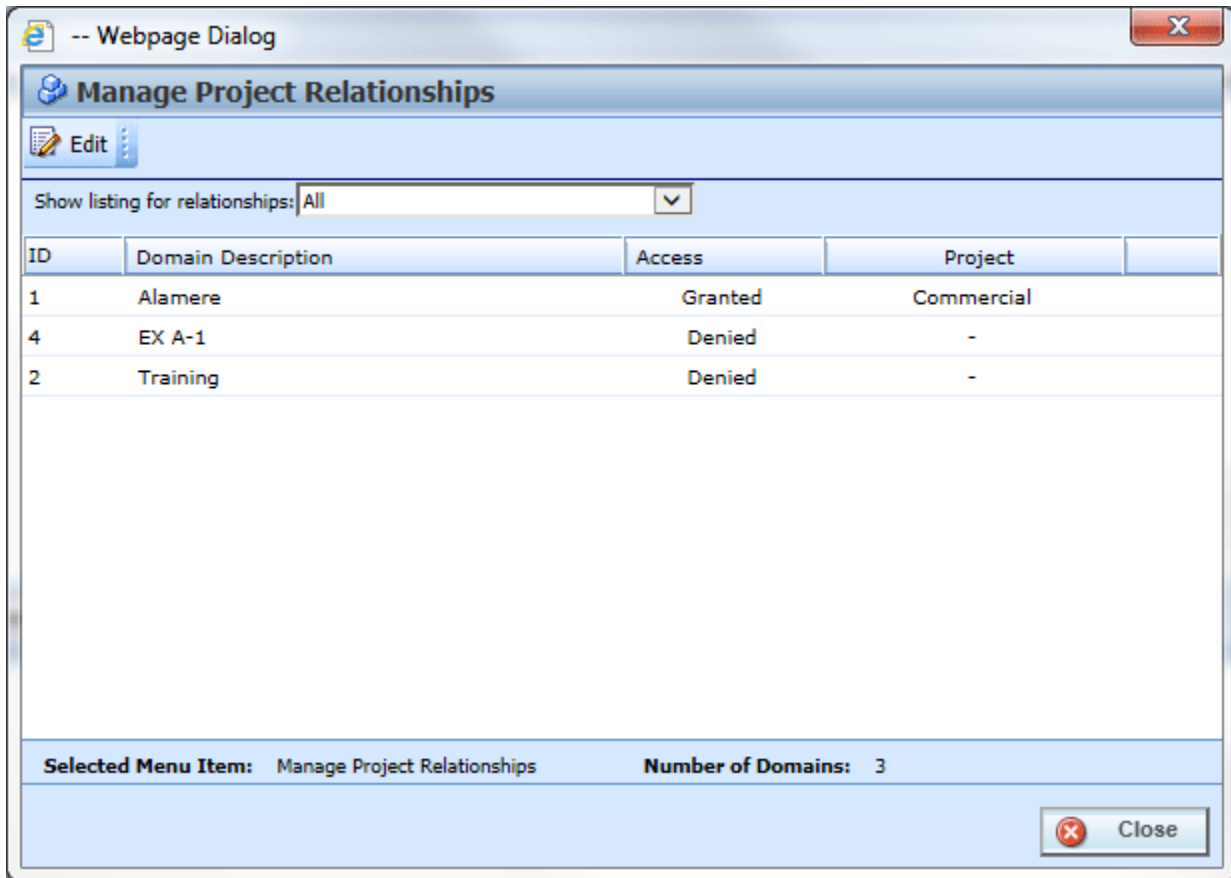 -- Webpage Dialog
Manage Project Relationships
Edit
Show listing for relationships: All
ID Domain Description Access Project
1 Alamere Granted Commercial
4 EX A-1 Denied -
2 Training Denied -
Selected Menu Item: Manage Project Relationships Number of Domains: 3
Close